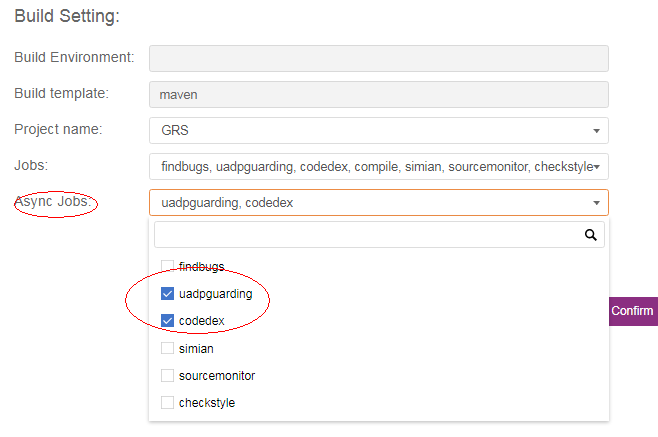 Build Setting:
Build Environment:
Build template: maven
Project name: GRS
Jobs: findbugs, uadpguarding, codedex, compile, simian, sourcemonitor, checkstyle
Async Jobs: uadpguarding, codedex
findbugs
uadpguarding
codedex
Confirm
simian
sourcemonitor
checkstyle